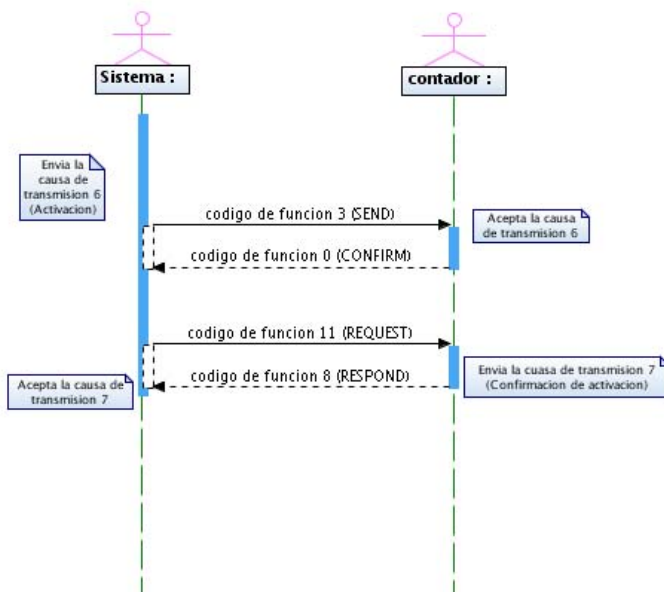 Sistema :
contador :
Envia la
causa de
transmision 6
(Activacion)
codigo de funcion 3 (SEND)
Acepta la causa
de transmision 6
codigo de funcion 0 (CONFIRM)
codigo de funcion 11 (REQUEST)
Envia la cuasa de transmision 7
(Confirmacion de activacion)
Acepta la causa de
transmision 7
codigo de funcion 8 (RESPOND)